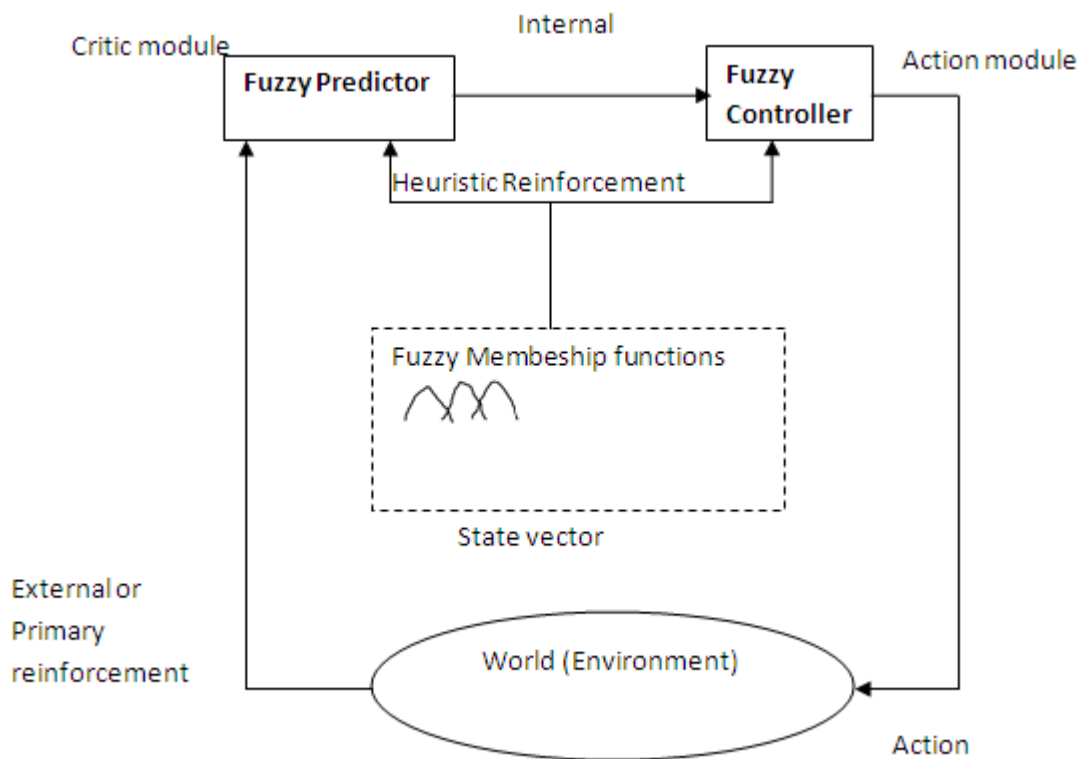 Internal
Critic module
Action module
Fuzzy Predictor
Fuzzy
Controller
Heuristic Reinforcement
Fuzzy Membeship functions
State vector
External or
Primary
reinforcement
World (Environment)
Action